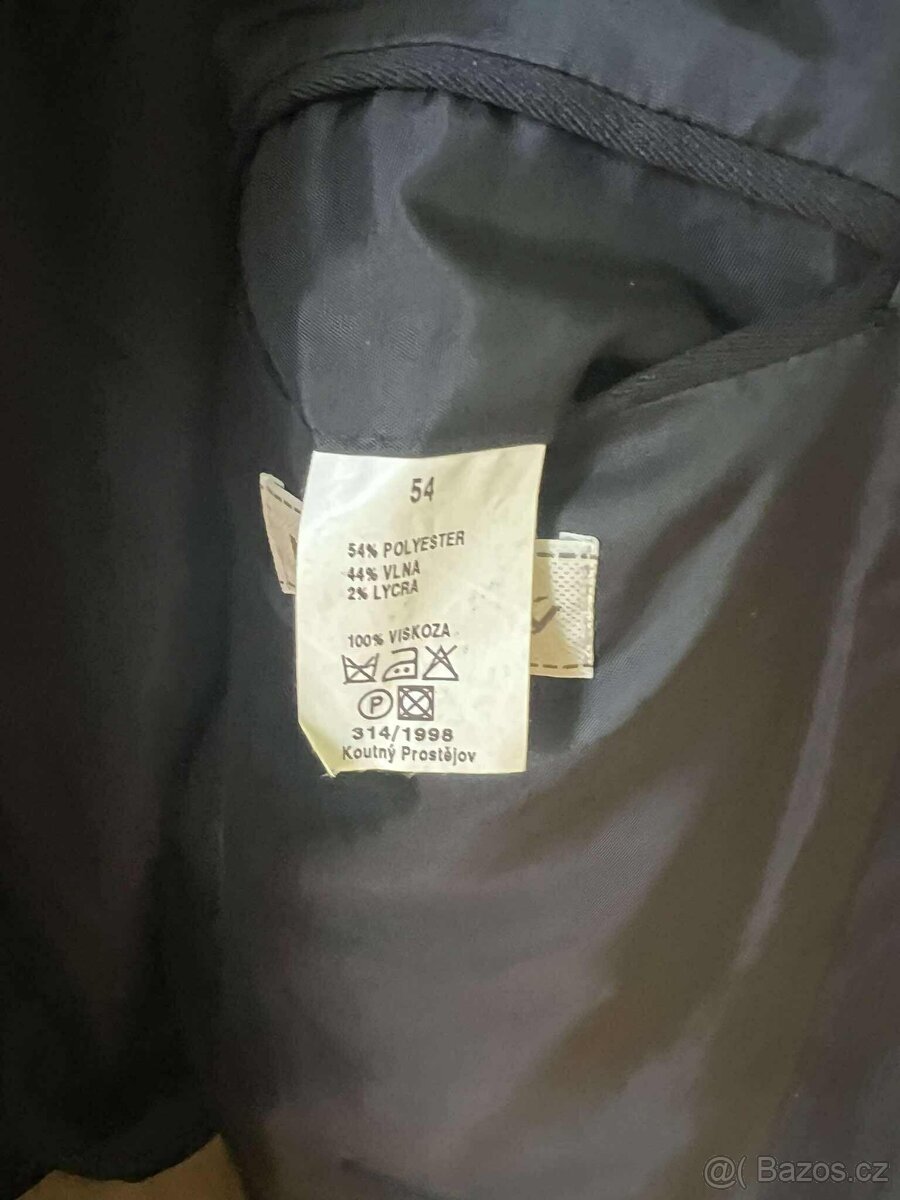 54
54% POLYESTER
44% VLNA
2% LYCRA
100% VISKOZA
P
314/1998
Koutný Prostějov
@( Bazos.cz